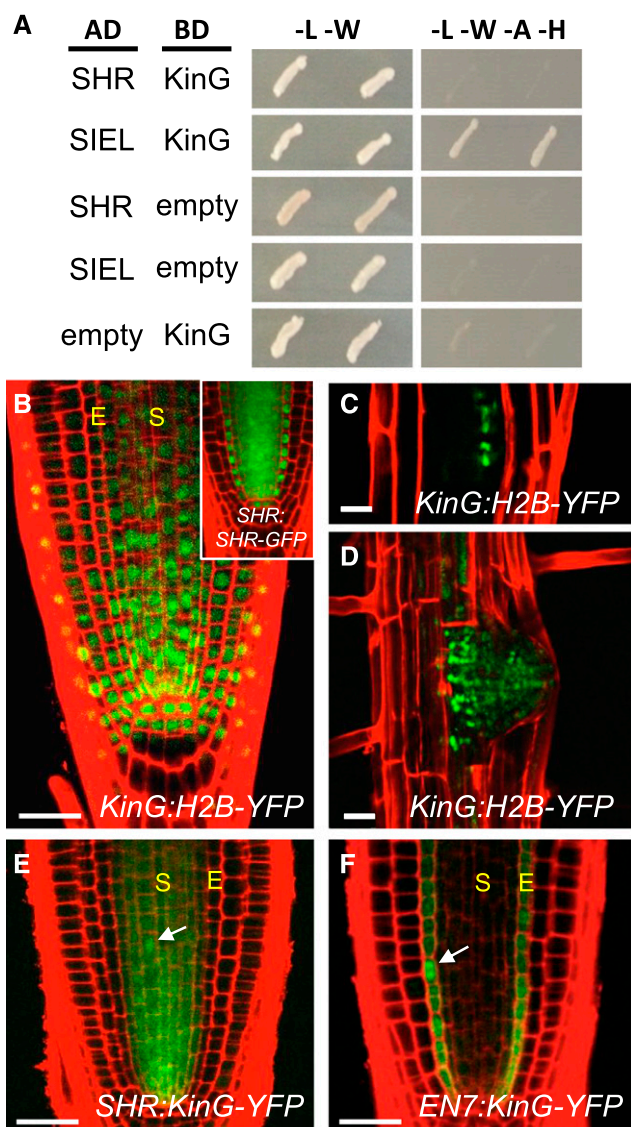 A AD BD -L -W -L -W -A -H
SHR KinG
SIEL KinG
SHR empty
SIEL empty
empty KinG
B E S
SHR:
SHR-GFP
KinG:H2B-YFP
C
KinG:H2B-YFP
D
KinG:H2B-YFP
E S E
SHR:KinG-YFP
F S E
EN7:KinG-YFP